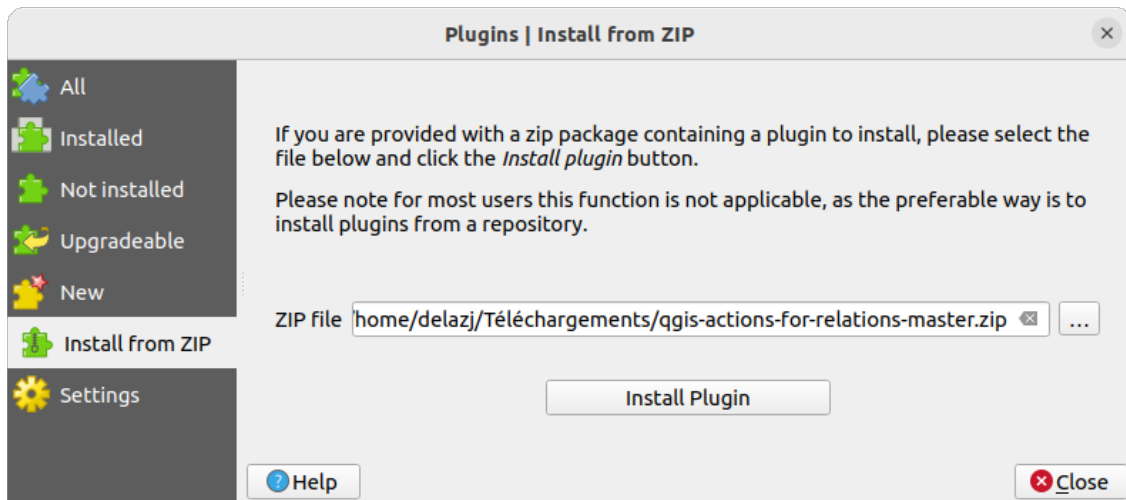 Plugins | Install from ZIP
All
Installed
Not installed
Upgradeable
New
Install from ZIP
Settings
If you are provided with a zip package containing a plugin to install, please select the
file below and click the Install plugin button.
Please note for most users this function is not applicable, as the preferable way is to
install plugins from a repository.
ZIP file /home/delazj/Téléchargements/qgis-actions-for-relations-master.zip ...
Install Plugin
Help
Close